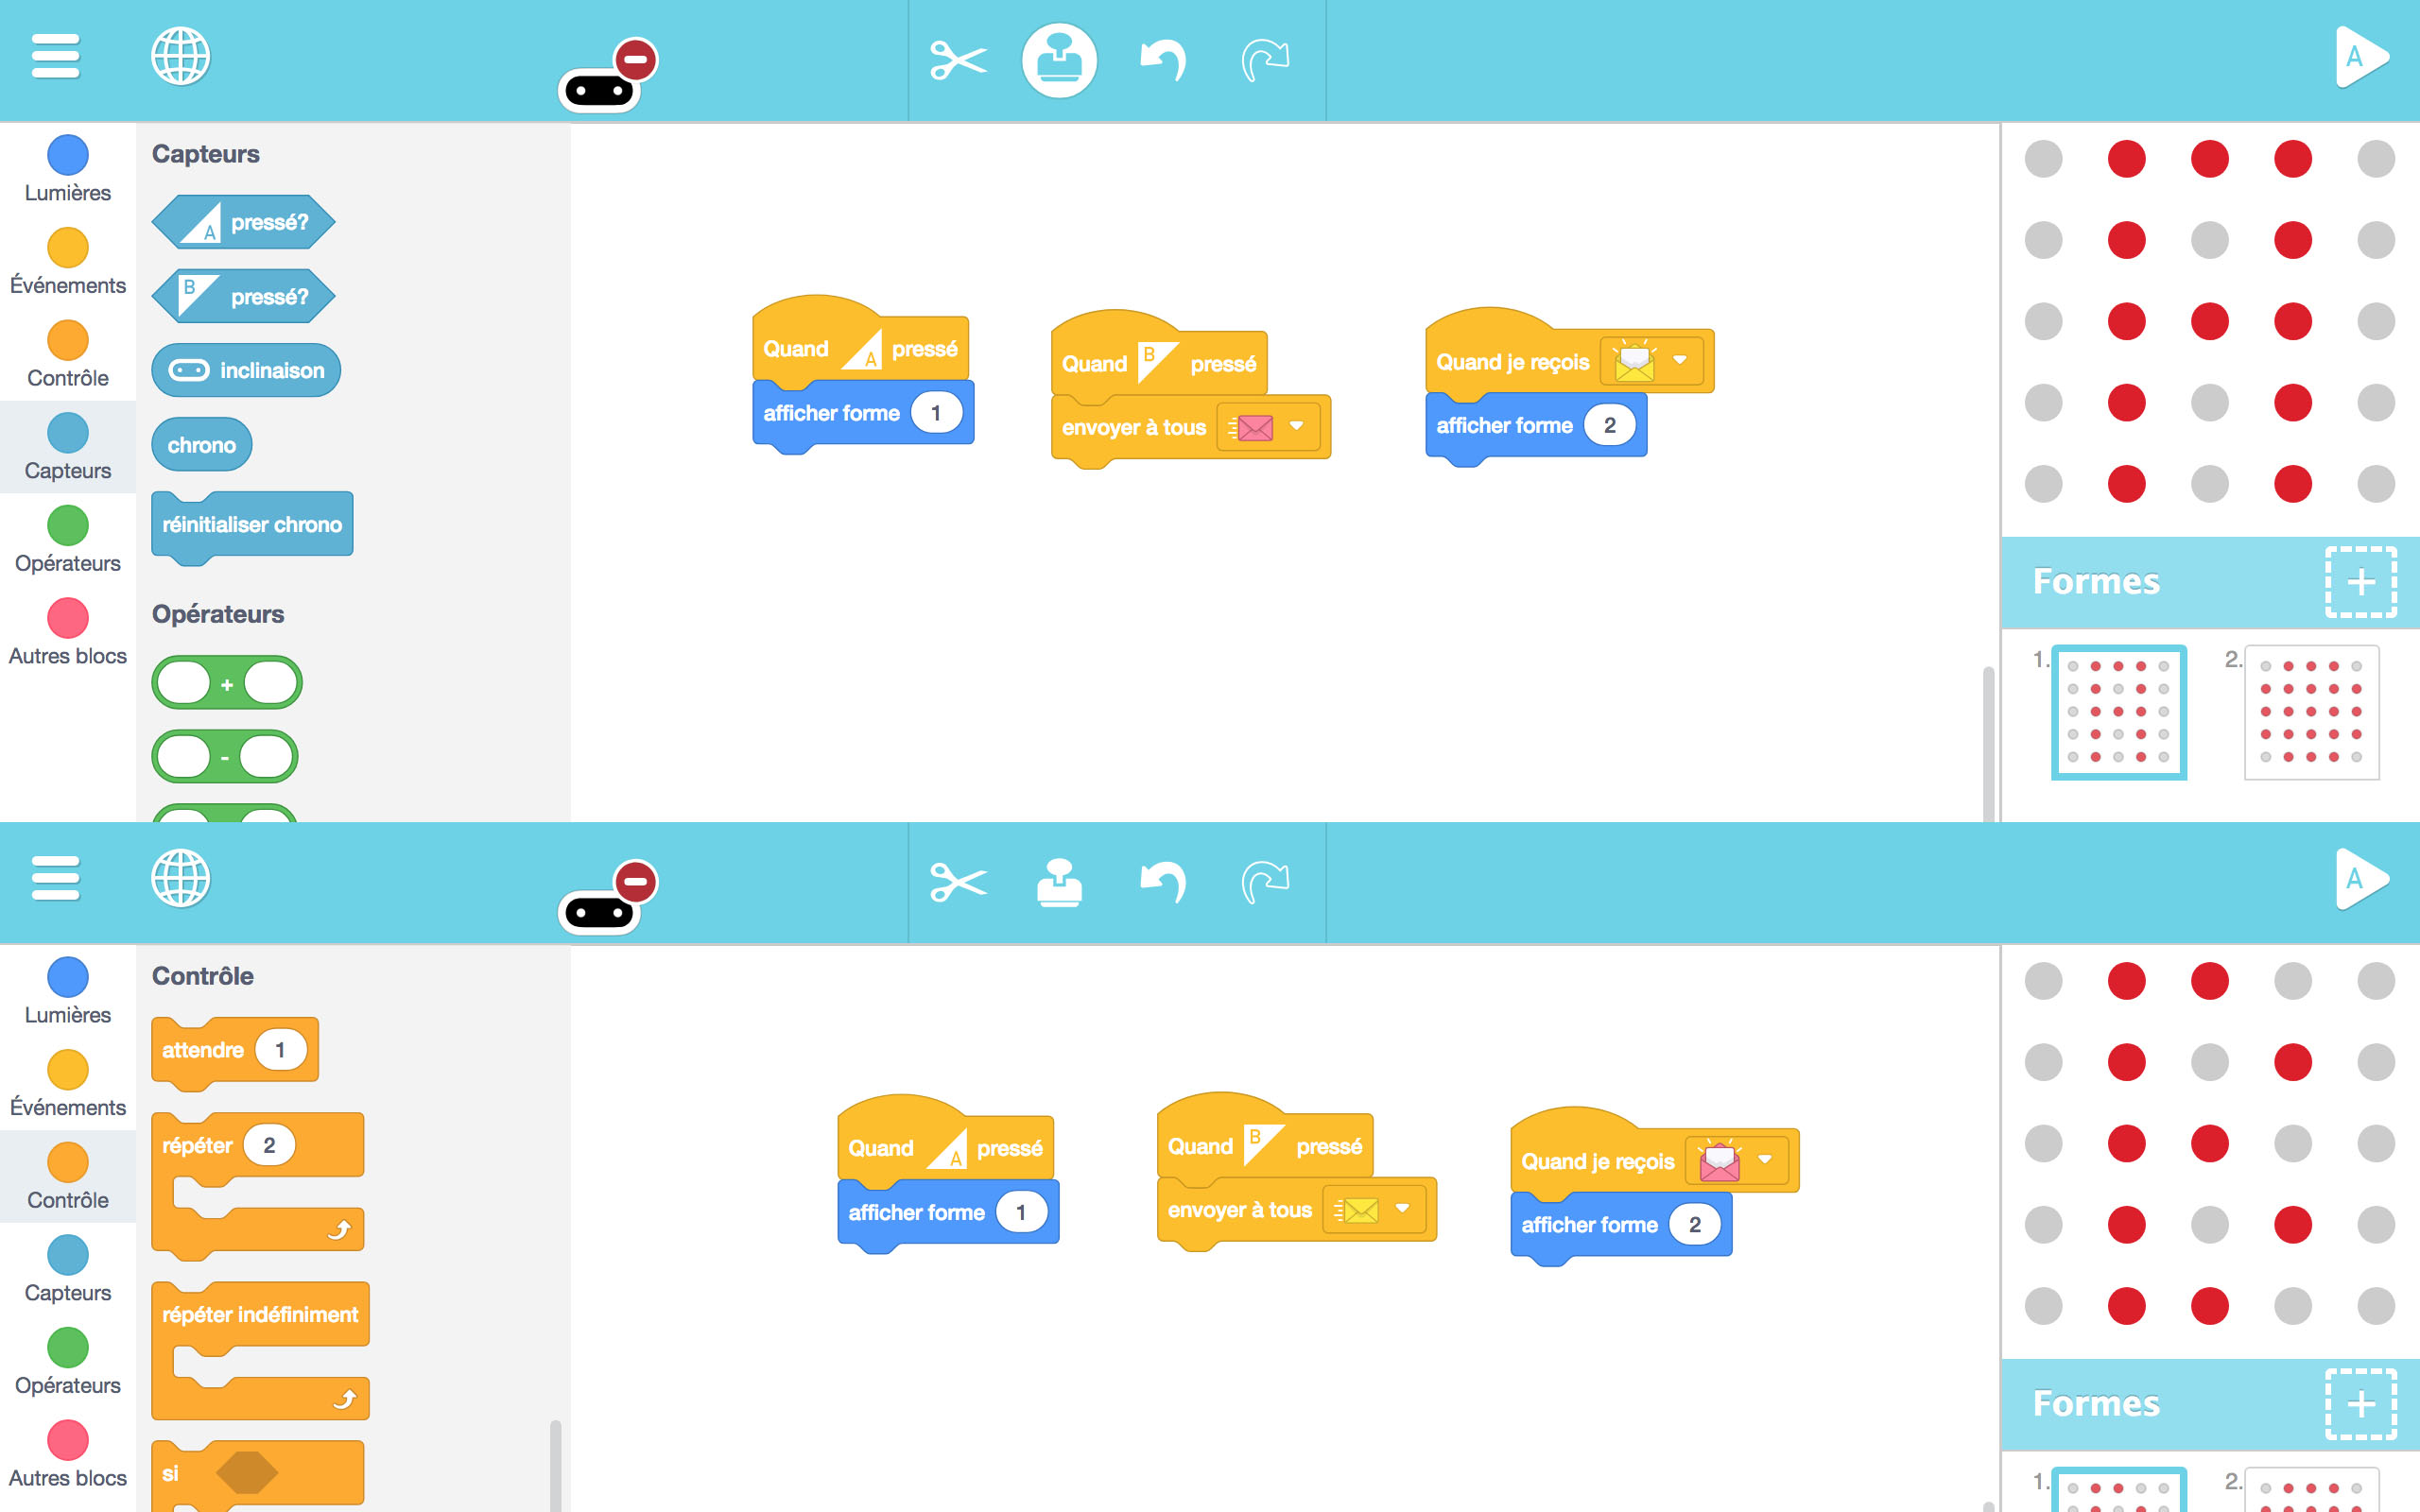 A
Lumières
Événements
Contrôle
Capteurs
Opérateurs
Autres blocs
Capteurs
A pressé?
B pressé?
inclinaison
chrono
réinitialiser chrono
Opérateurs
+
-
Quand A pressé
afficher forme 1
Quand B pressé
envoyer à tous
Quand je reçois
afficher forme 2
Formes
+
1.
2.
A
Lumières
Événements
Contrôle
Capteurs
Opérateurs
Autres blocs
Contrôle
attendre 1
répéter 2
répéter indéfiniment
si
Quand A pressé
afficher forme 1
Quand B pressé
envoyer à tous
Quand je reçois
afficher forme 2
Formes
+
1.
2.